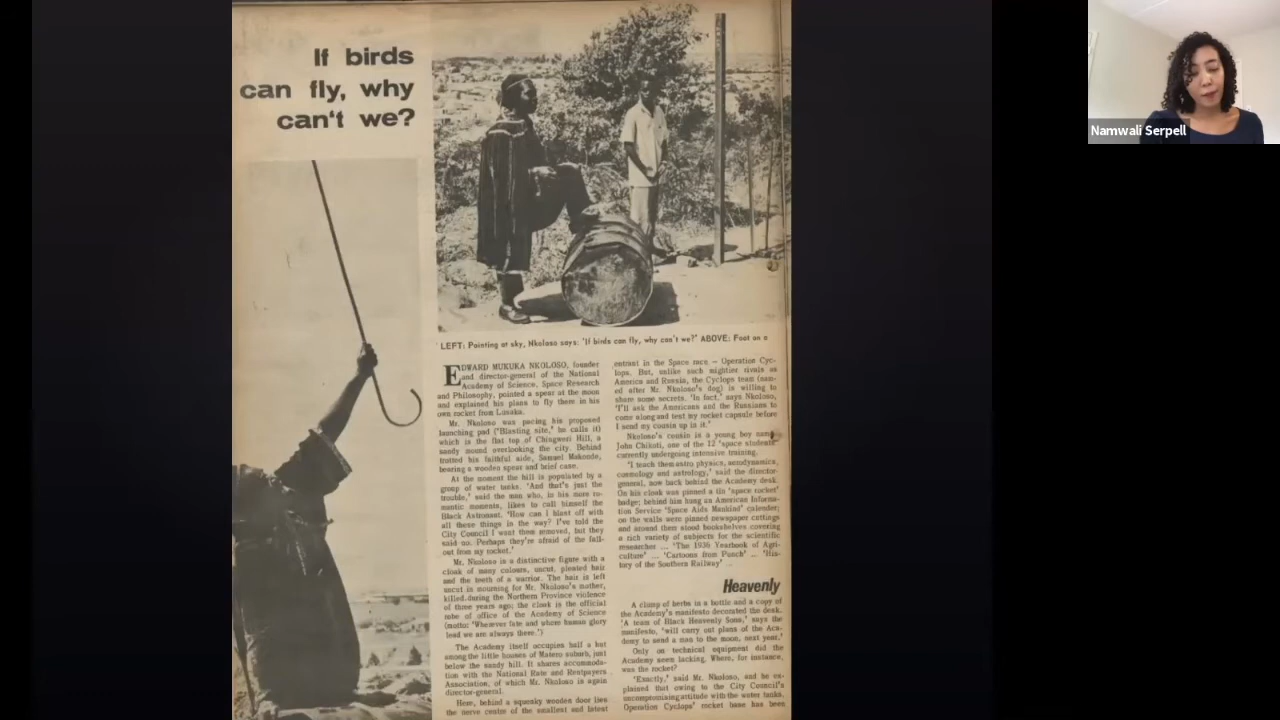 If birds
can fly, why
can't we?
LEFT: Pointing at sky, Nkoloso says: 'If birds can fly, why can't we?' ABOVE: Foot on a
EDWARD MUKUKA NKOLOSO, founder
and director-general of the National
Academy of Science, Space Research
and Philosophy, pointed a spear at the moon
and explained his plans to fly there in his
own rocket from Lusaka.
Mr. Nkoloso was pacing his proposed
launching pad ('Blasting site,' he calls it)
which is the flat top of Chingweri Hill, a
sandy mound overlooking the city. Behind
trotted his faithful aide, Samuel Makonde,
bearing a wooden spear and brief case.
At the moment the hill is populated by a
group of water tanks. 'And that's just the
trouble,' said the man who, in his more ro-
mantic moments, likes to call himself the
Black Astronaut. 'How can I blast off with
all these things in the way? I've told the
City Council I want them removed, but they
said no. Perhaps they're afraid of the fall-
out from my rocket.'
Mr. Nkoloso is a distinctive figure with a
cloak of many colours, uncut, pleated hair
and the teeth of a warrior. The hair is left
uncut in mourning for Mr. Nkoloso's mother,
killed during the Northern Province violence
of three years ago; the cloak is the official
robe of office of the Academy of Science
(motto: 'Wherever fate and where human glory
lead we are always there.')
The Academy itself occupies half a hut
among the little houses of Matero suburb, just
below the sandy hill. It shares accommoda-
tion with the National Rate and Rentpayers
Association, of which Mr. Nkoloso is again
director-general.
Here, behind a squeaky wooden door lies
the nerve center of the smallest and latest
entrant in the Space race – Operation Cyc-
lops. But, unlike such mightier rivals as
America and Russia, the Cyclops team (nam-
ed after Mr. Nkoloso's dog) is willing to
share some secrets. 'In fact,' says Nkoloso,
'I'll ask the Americans and the Russians to
come along and test my rocket capsule before
I send my cousin up in it.'
Nkoloso's cousin is a young boy named
John Chikoti, one of the 12 'space students'
currently undergoing intensive training.
'I teach them astro physics, aerodynamics,
cosmology and astrology,' said the director-
general, now back behind the Academy desk.
On his cloak was pinned a tin 'space rocket'
badge; behind him hang an American Informa-
tion Service 'Space Aids Mankind' calender;
on the walls were pinned newspaper cuttings
and around them stood bookshelves covering
a rich variety of subjects for the scientific
researcher ... 'The 1936 Yearbook of Agri-
culture' ... 'Cartoons from Punch' ... 'His-
tory of the Southern Railway' ...
Heavenly
A clump of herbs in a bottle and a copy of
the Academy's manifesto decorated the desk.
'A team of Black Heavenly Sons,' says the
manifesto, 'will carry out plans of the Aca-
demy to send a man to the moon, next year.'
Only on technical equipment did the
Academy seem lacking. Where, for instance,
was the rocket?
'Exactly,' said Mr. Nkoloso, and he ex-
plained that owing to the City Council's
uncompromising attitude with the water tanks,
Operation Cyclops' rocket base has been
Namwali Serpell